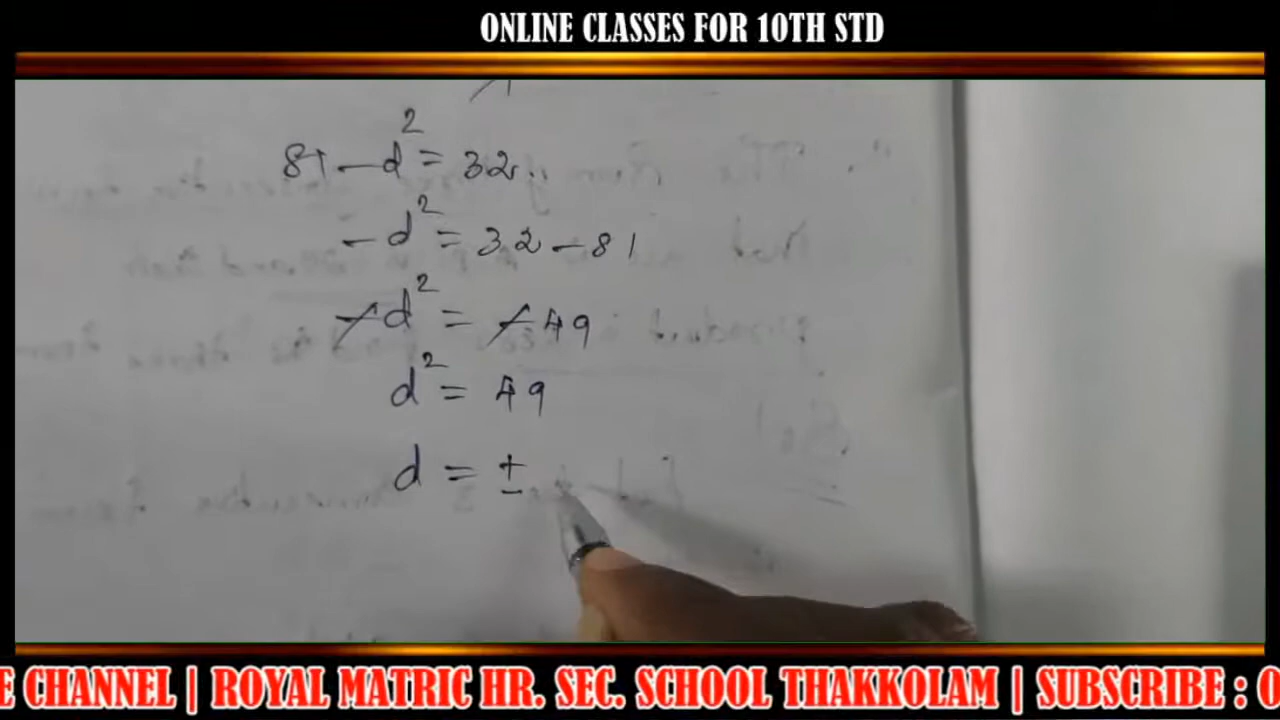 ONLINE CLASSES FOR 10TH STD
81 - d² = 32
- d² = 32 - 81
- d² = - 49
d² = 49
d = ±
E CHANNEL | ROYAL MATRIC HR. SEC. SCHOOL THAKKOLAM | SUBSCRIBE : O